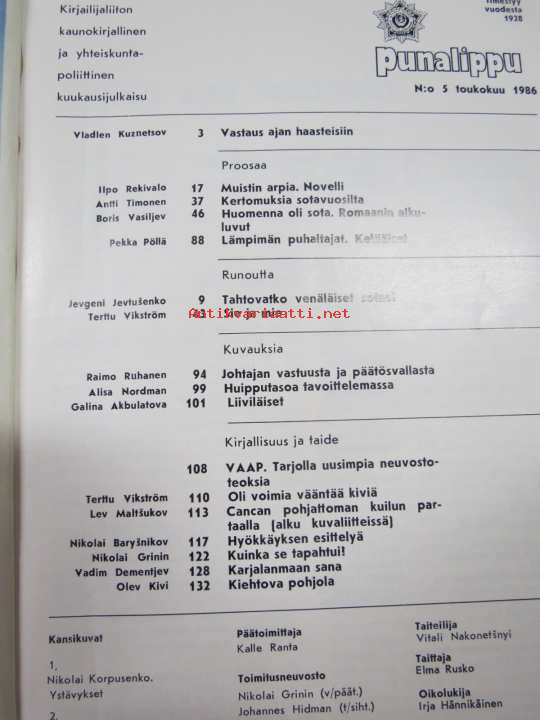 Kirjailijaliiton
kaunokirjallinen
ja yhteiskunta-
poliittinen
kuukausijulkaisu
Ilmestyy
vuodesta
1928
punalippu
N:o 5 toukokuu 1986
Vladlen Kuznetsov 3 Vastaus ajan haasteisiin
Proosaa
Ilpo Rekivalo 17 Muistin arpia. Novelli
Antti Timonen 37 Kertomuksia sotavuosilta
Boris Vasiljev 46 Huomenna oli sota. Romaanin alku-
luvut
Pekka Pöllä 88 Lämpimän puhaltajat.
Runoutta
Jevgeni Jevtušenko 9 Tahtovatko venäläiset sotaa?
Terttu Vikström
Antikvariaatti.net
Kuvauksia
Raimo Ruhanen 94 Johtajan vastuusta ja päätösvallasta
Alisa Nordman 99 Huipputasoa tavoittelemassa
Galina Akbulatova 101 Liiviläiset
Kirjallisuus ja taide
108 VAAP. Tarjolla uusimpia neuvosto-
teoksia
Terttu Vikström 110 Oli voimia vääntää kiviä
Lev Maltšukov 113 Cancan pohjattoman kuilun par-
taalla (alku kuvaliitteissä)
Nikolai Baryšnikov 117 Hyökkäyksen esittelyä
Nikolai Grinin 122 Kuinka se tapahtui!
Vadim Dementjev 128 Karjalanmaan sana
Olev Kivi 132 Kiehtova pohjola
Kansikuvat
1,
Nikolai Korpusenko.
Ystävykset
2,
Päätoimittaja
Kalle Ranta
Toimitusneuvosto
Nikolai Grinin (v/päät.)
Johannes Hidman (t/siht.)
Taiteilija
Vitali Nakonetšnyi
Taittaja
Elma Rusko
Oikolukija
Irja Hännikäinen